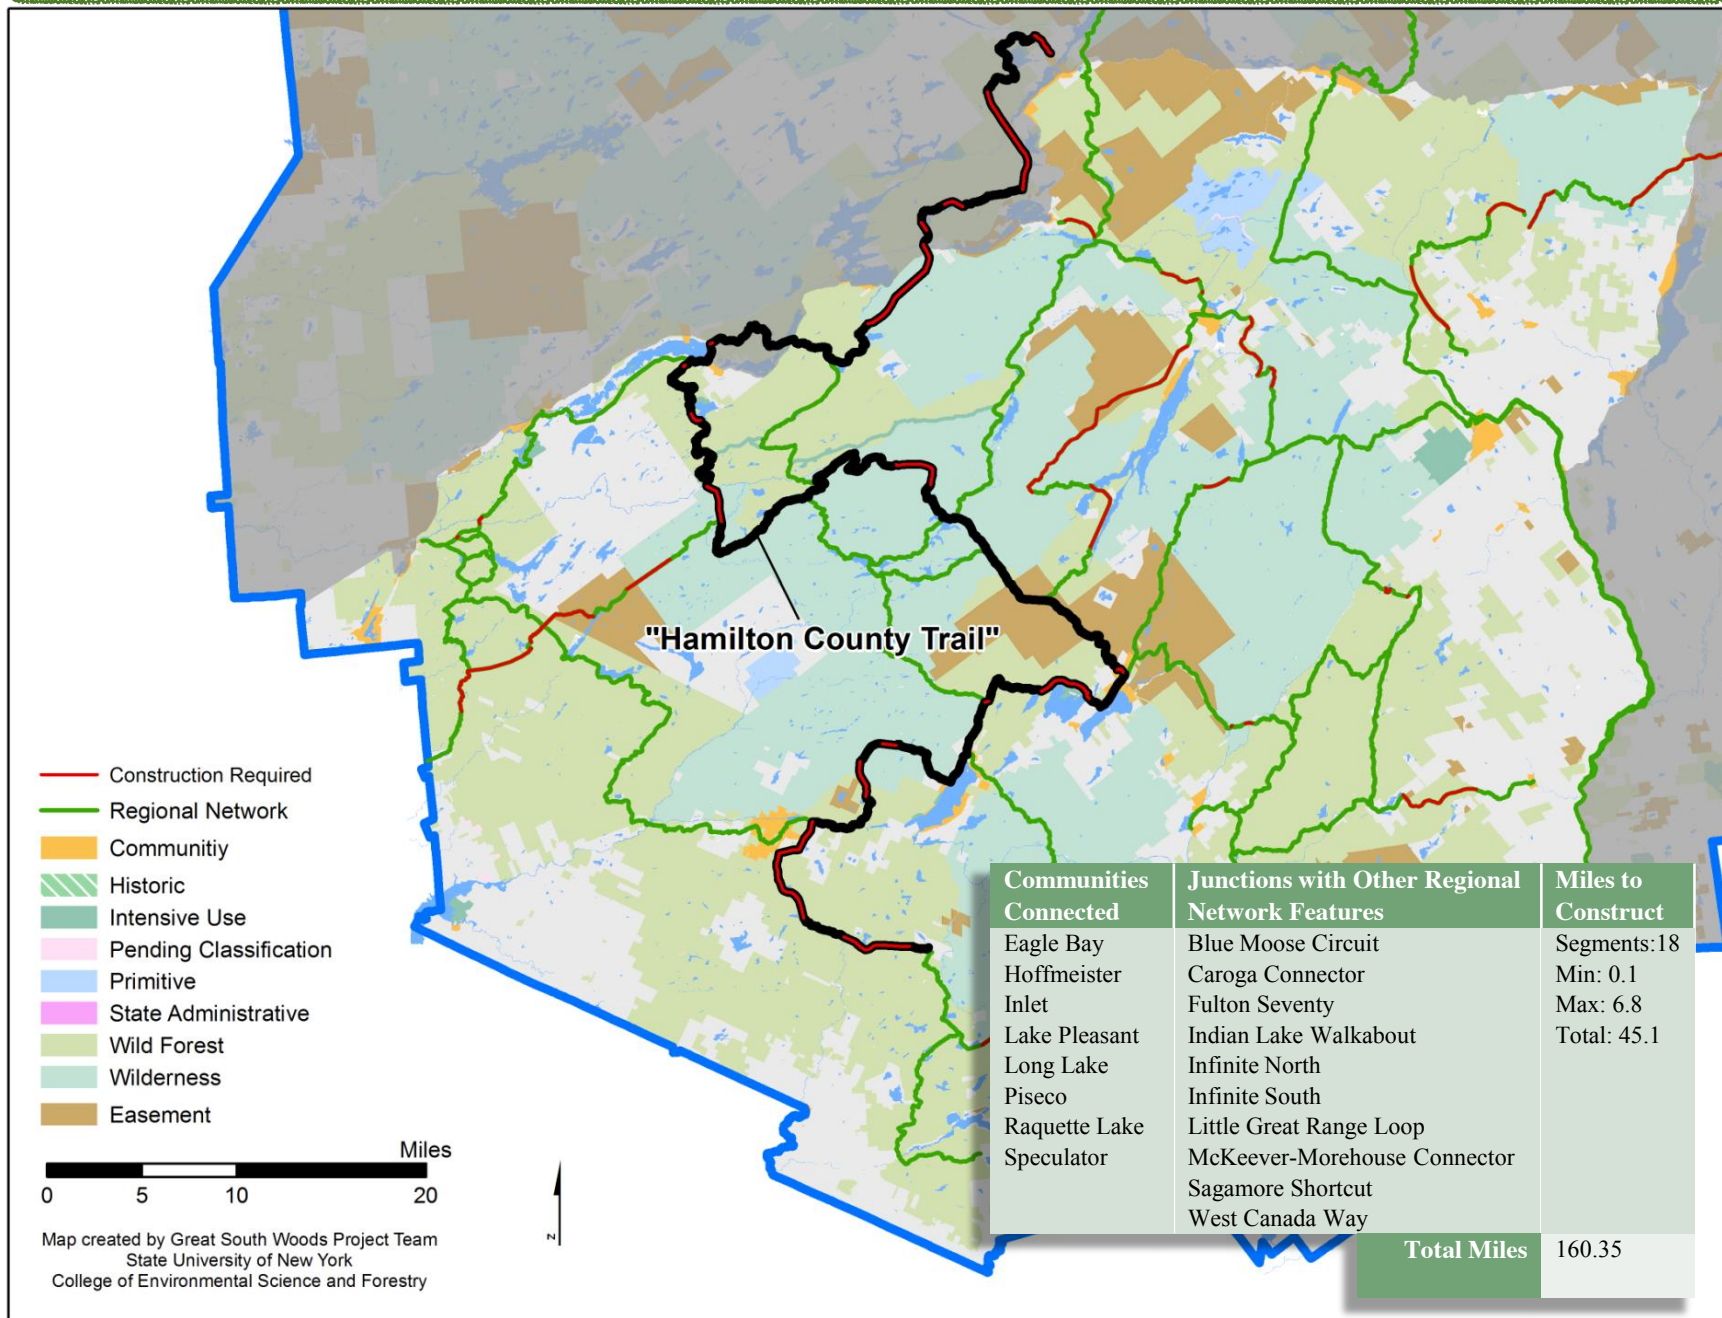 "Hamilton County Trail"
Construction Required
Regional Network
Communitiy
Historic
Intensive Use
Pending Classification
Primitive
State Administrative
Wild Forest
Wilderness
Easement
Miles
0 5 10 20
N
Map created by Great South Woods Project Team
State University of New York
College of Environmental Science and Forestry
Communities
Connected
Eagle Bay
Hoffmeister
Inlet
Lake Pleasant
Long Lake
Piseco
Raquette Lake
Speculator
Junctions with Other Regional
Network Features
Blue Moose Circuit
Caroga Connector
Fulton Seventy
Indian Lake Walkabout
Infinite North
Infinite South
Little Great Range Loop
McKeever-Morehouse Connector
Sagamore Shortcut
West Canada Way
Miles to
Construct
Segments:18
Min: 0.1
Max: 6.8
Total: 45.1
Total Miles 160.35